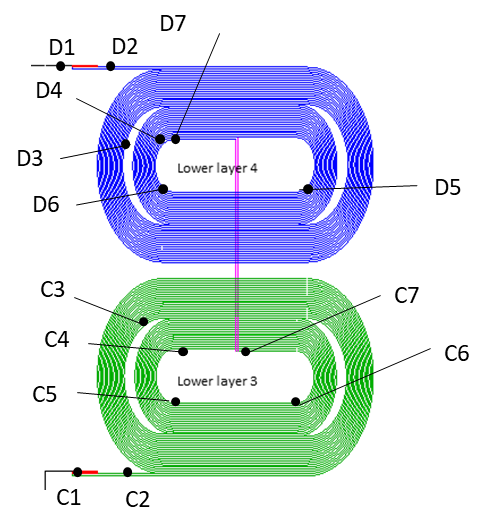 D7
D1 D2
D4
D3
Lower layer 4
D5
D6
C3
C7
C4
C6
Lower layer 3
C5
C1 C2